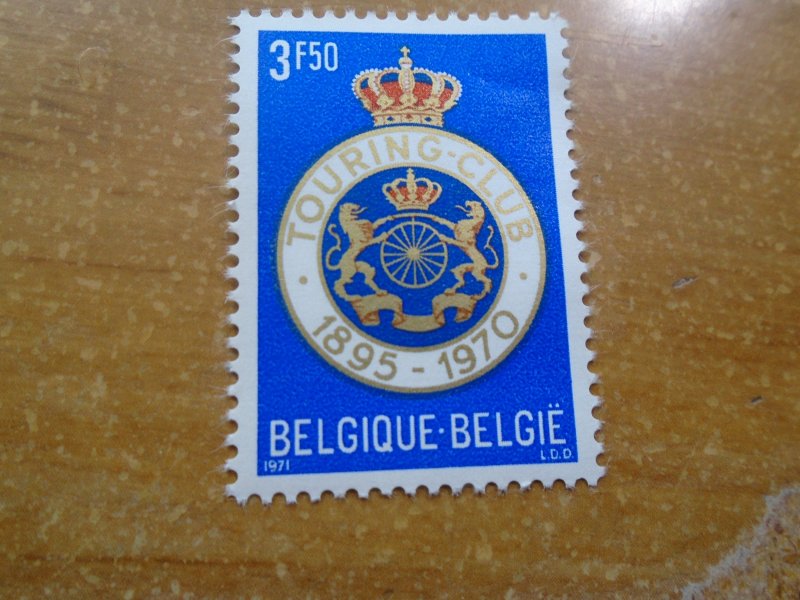 3F50
· TOURING-CLUB ·
1895 - 1970
BELGIQUE·BELGIË
1971
L.D.D.